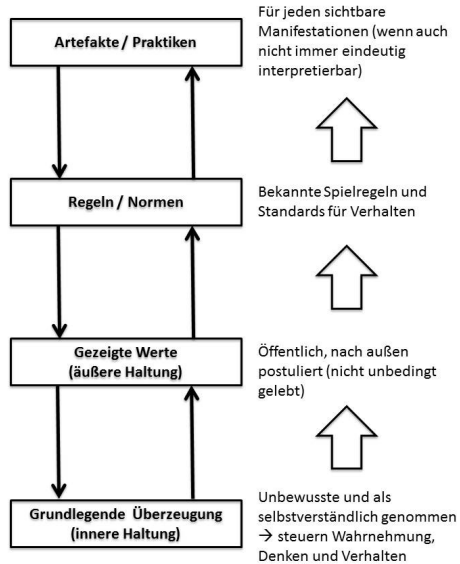 Artefakte / Praktiken
Für jeden sichtbare
Manifestationen (wenn auch
nicht immer eindeutig
interpretierbar)
Regeln / Normen
Bekannte Spielregeln und
Standards für Verhalten
Gezeigte Werte
(äußere Haltung)
Öffentlich, nach außen
postuliert (nicht unbedingt
gelebt)
Grundlegende Überzeugung
(innere Haltung)
Unbewusste und als
selbstverständlich genommen
→ steuern Wahrnehmung,
Denken und Verhalten